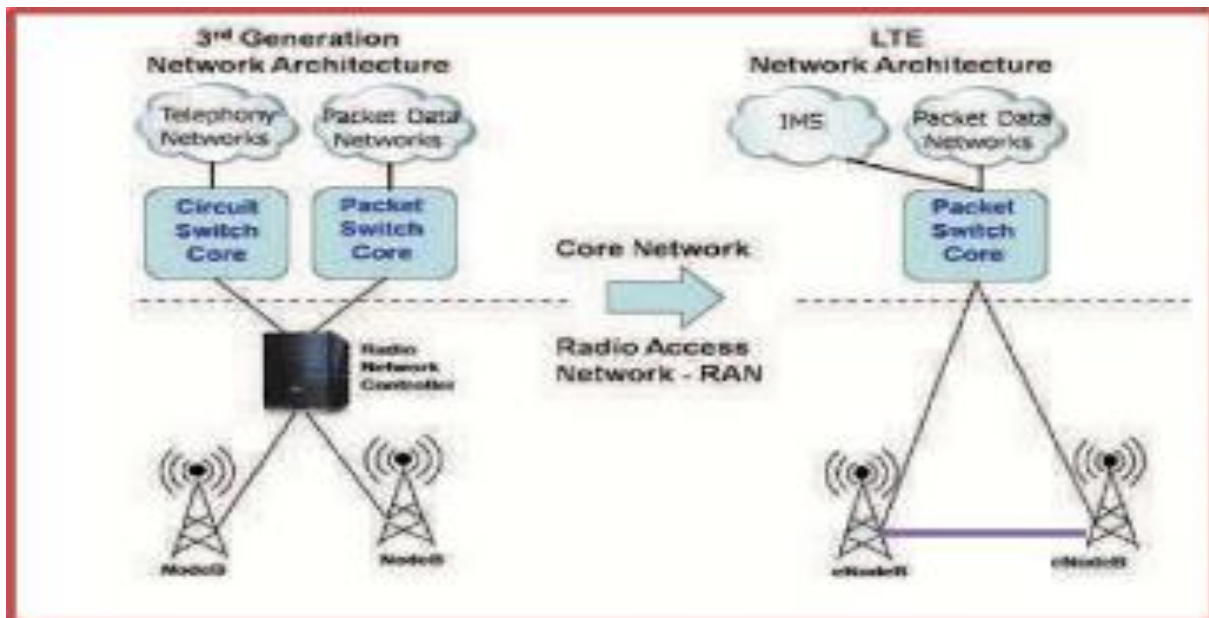 3rd Generation
Network Architecture
Telephony
Networks
Packet Data
Networks
Circuit
Switch
Core
Packet
Switch
Core
Radio
Network
Controller
NodeB
NodeB
Core Network
Radio Access
Network - RAN
LTE
Network Architecture
IMS
Packet Data
Networks
Packet
Switch
Core
eNodeB
eNodeB